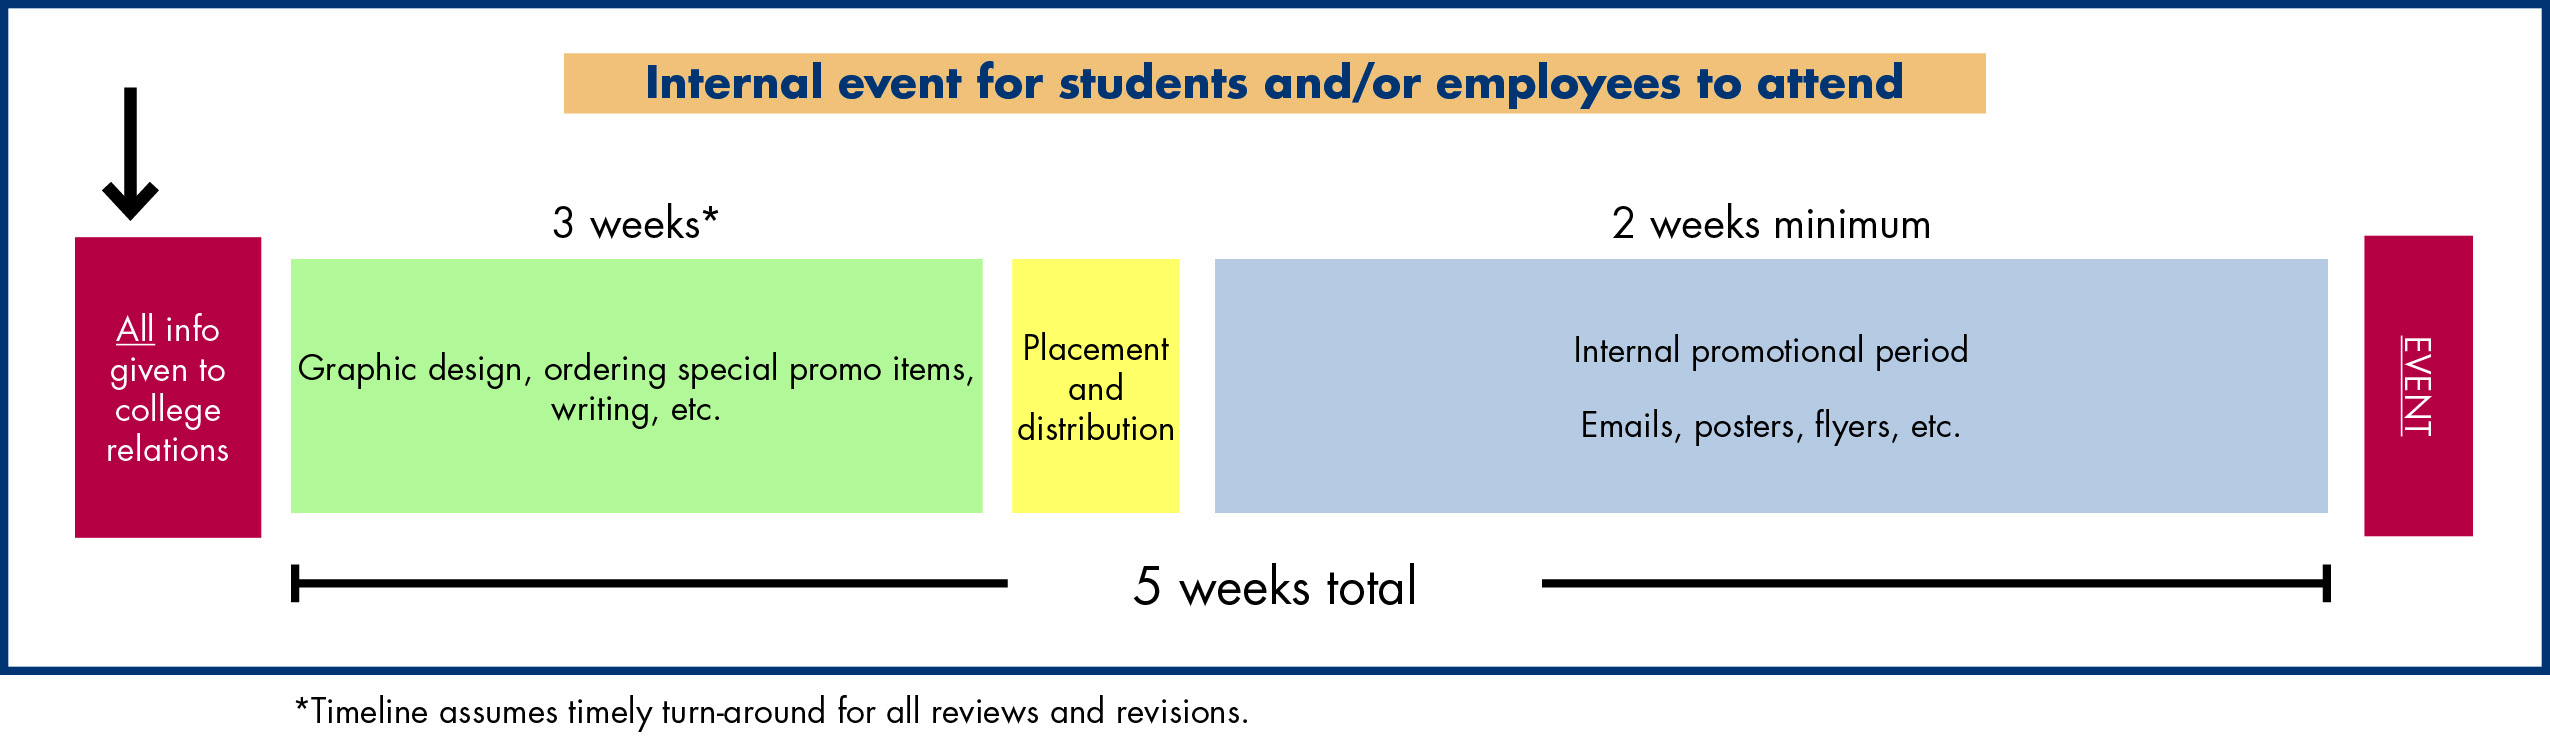 Internal event for students and/or employees to attend
3 weeks*
2 weeks minimum
All info
given to
college
relations
Graphic design, ordering special promo items,
writing, etc.
Placement
and
distribution
Internal promotional period
Emails, posters, flyers, etc.
EVENT
5 weeks total
*Timeline assumes timely turn-around for all reviews and revisions.